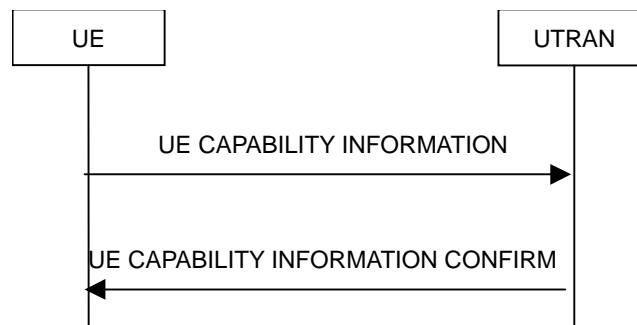 UE
UTRAN
UE CAPABILITY INFORMATION
UE CAPABILITY INFORMATION CONFIRM